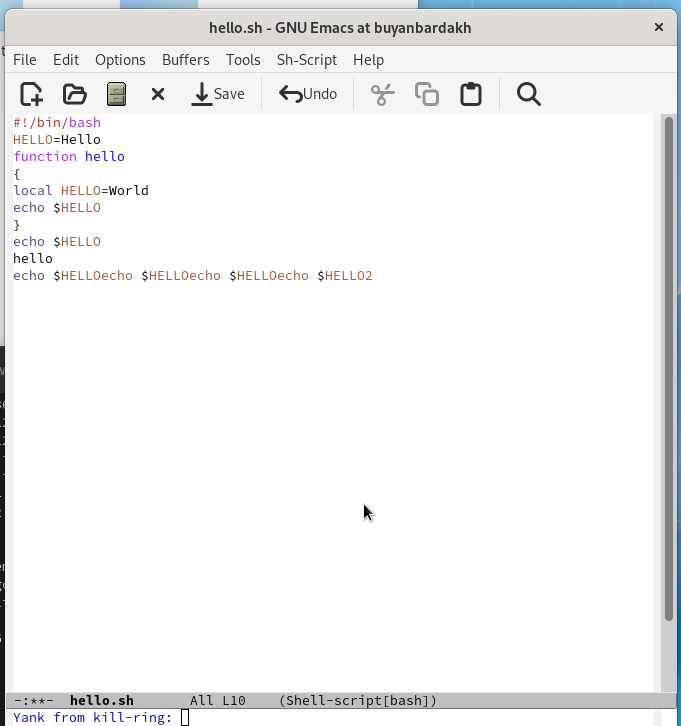 hello.sh - GNU Emacs at buyanbardakh
File Edit Options Buffers Tools Sh-Script Help
Save Undo
#!/bin/bash
HELLO=Hello
function hello
{
local HELLO=World
echo $HELLO
}
echo $HELLO
hello
echo $HELLOecho $HELLOecho $HELLOecho $HELLO2
-:**- hello.sh All L10 (Shell-script[bash])
Yank from kill-ring: